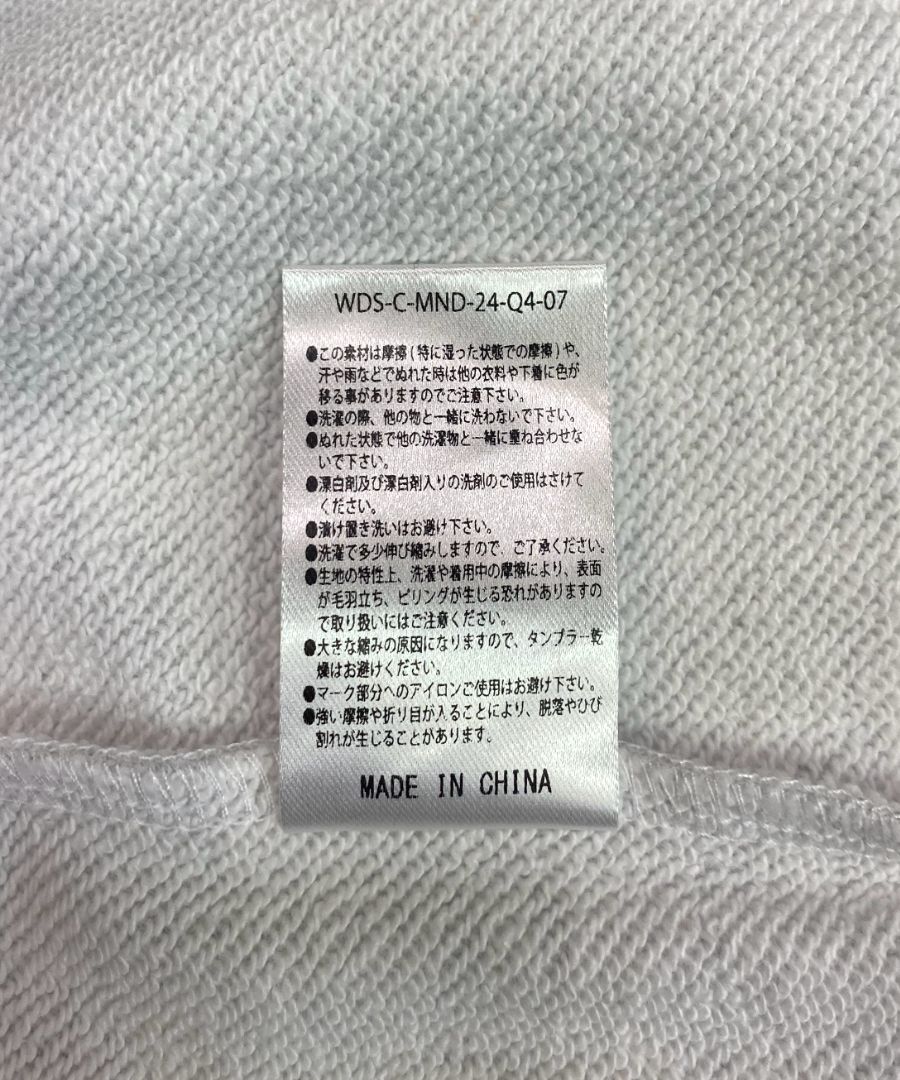 WDS-C-MND-24-Q4-07
●この素材は摩擦(特に湿った状態での摩擦)や、
汗や雨などでぬれた時は他の衣料や下着に色が
移る事がありますのでご注意下さい。
●洗濯の際、他の物と一緒に洗わないで下さい。
●ぬれた状態で他の洗濯物と一緒に重ね合わせな
いで下さい。
●漂白剤及び漂白剤入りの洗剤のご使用はさけて
ください。
●漬け置き洗いはお避け下さい。
●洗濯で多少伸び縮みしますので、ご了承ください。
●生地の特性上、洗濯や着用中の摩擦により、表面
が毛羽立ち、ピリングが生じる恐れがありますの
で取り扱いにはご注意ください。
●大きな縮みの原因になりますので、タンブラー乾
燥はお避けください。
●マーク部分へのアイロンご使用はお避け下さい。
●強い摩擦や折り目が入ることにより、脱落やひび
割れが生じることがあります。
MADE IN CHINA